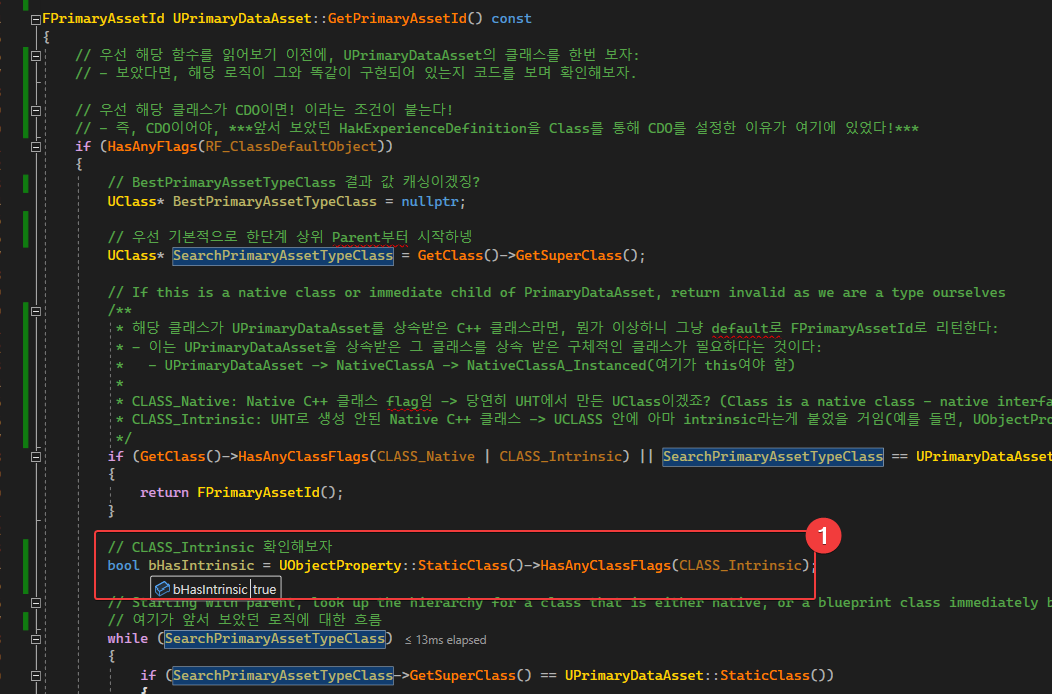 FPrimaryAssetId UPrimaryDataAsset::GetPrimaryAssetId() const
{
// 우선 해당 함수를 읽어보기 이전에, UPrimaryDataAsset의 클래스를 한번 보자:
// - 보았다면, 해당 로직이 그와 똑같이 구현되어 있는지 코드를 보며 확인해보자.
// 우선 해당 클래스가 CDO이면! 이라는 조건이 붙는다!
// - 즉, CDO이어야, ***앞서 보았던 HakExperienceDefinition을 Class를 통해 CDO를 설정한 이유가 여기에 있었다!***
if (HasAnyFlags(RF_ClassDefaultObject))
{
// BestPrimaryAssetTypeClass 결과 값 캐싱이겠징?
UClass* BestPrimaryAssetTypeClass = nullptr;
// 우선 기본적으로 한단계 상위 Parent부터 시작하넹
UClass* SearchPrimaryAssetTypeClass = GetClass()->GetSuperClass();
// If this is a native class or immediate child of PrimaryDataAsset, return invalid as we are a type ourselves
/**
* 해당 클래스가 UPrimaryDataAsset를 상속받은 C++ 클래스라면, 뭔가 이상하니 그냥 default로 FPrimaryAssetId로 리턴한다:
* - 이는 UPrimaryDataAsset을 상속받은 그 클래스를 상속 받은 구체적인 클래스가 필요하다는 것이다:
*   - UPrimaryDataAsset -> NativeClassA -> NativeClassA_Instanced(여기가 this여야 함)
*
* CLASS_Native: Native C++ 클래스 flag임 -> 당연히 UHT에서 만든 UClass이겠죠? (Class is a native class - native interfa
* CLASS_Intrinsic: UHT로 생성 안된 Native C++ 클래스 -> UCLASS 안에 아마 intrinsic라는게 붙었을 거임(예를 들면, UObjectPro
*/
if (GetClass()->HasAnyClassFlags(CLASS_Native | CLASS_Intrinsic) || SearchPrimaryAssetTypeClass == UPrimaryDataAsset
{
return FPrimaryAssetId();
}
1
// CLASS_Intrinsic 확인해보자
bool bHasIntrinsic = UObjectProperty::StaticClass()->HasAnyClassFlags(CLASS_Intrinsic);
bHasIntrinsic true
// Starting with parent, look up the hierarchy for a class that is either native, or a blueprint class immediately b
// 여기가 앞서 보았던 로직에 대한 흐름
while (SearchPrimaryAssetTypeClass) ≤ 13ms elapsed
{
if (SearchPrimaryAssetTypeClass->GetSuperClass() == UPrimaryDataAsset::StaticClass())
{